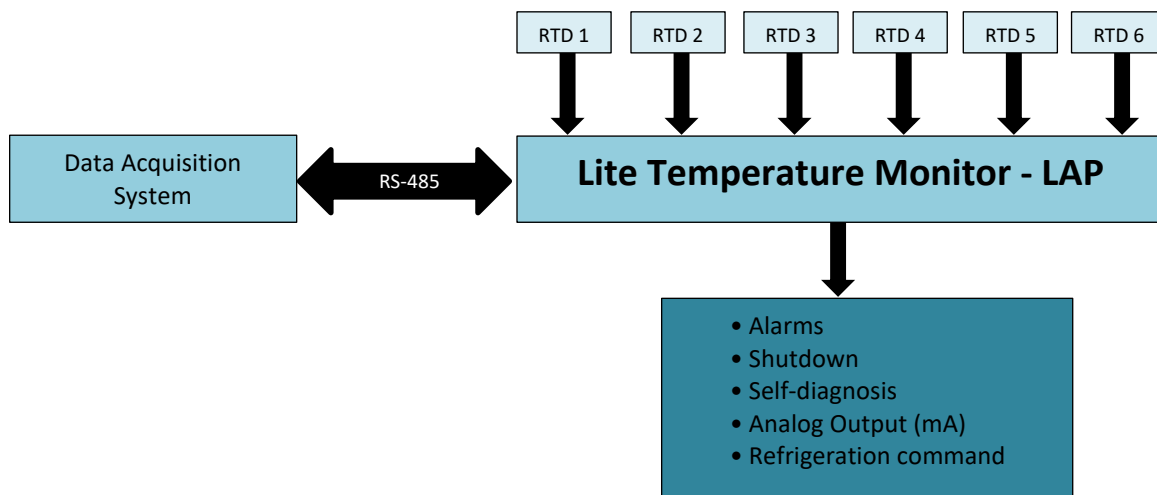 RTD 1
RTD 2
RTD 3
RTD 4
RTD 5
RTD 6
Data Acquisition
System
RS-485
Lite Temperature Monitor - LAP
• Alarms
• Shutdown
• Self-diagnosis
• Analog Output (mA)
• Refrigeration command